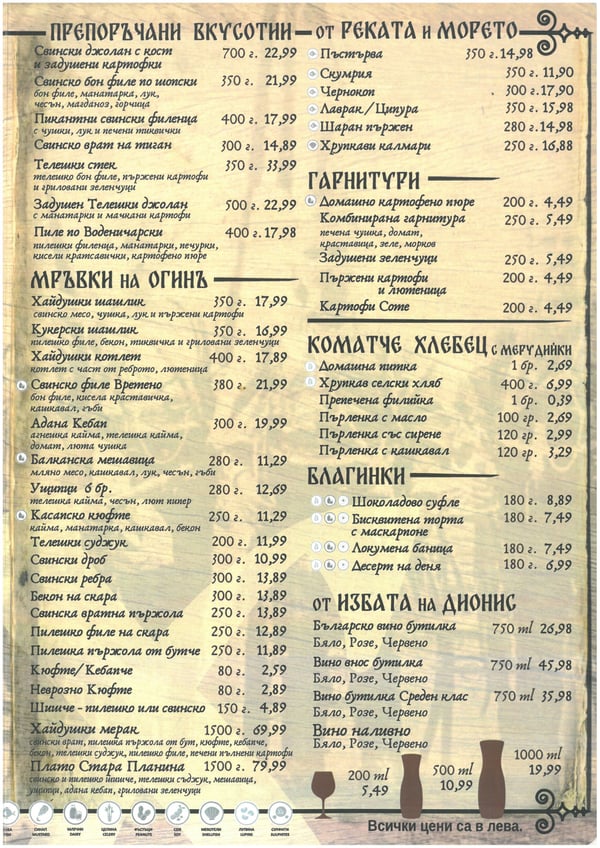 ПРЕПОРЪЧАНИ ВКУСОТИИ
Свински джолан с кост 700 г. 22,99
и задушени картофки
Свинско бон филе по шопски 350 г. 21,99
бон филе, манатарка, лук,
чесън, магданоз, горчица
Пикантни свински филенца 400 г. 17,99
с чушки, лук и печени тиквички
Свинско врат на тиган 300 г. 14,89
Телешки стек 350 г. 33,99
телешко бон филе, пържени картофи
и гриловани зеленчуци
Задушен Телешки джолан 500 г. 22,99
с манатарки и мачкани картофи
Пиле по Воденичарски 400 г. 17,98
пилешки филенца, манатарки, печурки,
кисели кратсавички, картофено пюре
МРЪВКИ НА ОГИНЪ
Хайдушки шашлик 350 г. 17,99
свинско месо, чушка, лук и пържени картофи
Кукерски шашлик 350 г. 16,99
пилешко филе, бекон, тиквичка и гриловани зеленчуци
Хайдушки котлет 400 г. 17,89
котлет с част от реброто, лютеница
Свинско филе Вретено 380 г. 21,99
бон филе, кисела краставичка,
кашкавал, гъби
Адана Кебап 300 г. 19,99
агнешка кайма, телешка кайма,
домат, люта чушка
Балканска мешавица 280 г. 11,29
мляно месо, кашкавал, лук, чесън, гъби
Ущипци 6 бр. 280 г. 12,69
телешка кайма, чесън, лют пипер
Касапско кюфте 250 г. 11,29
кайма, манатарка, кашкавал, бекон
Телешки суджук 200 г. 11,99
Свински дроб 300 г. 10,99
Свински ребра 300 г. 13,89
Бекон на скара 300 г. 13,89
Свинска вратна пържола 250 г. 13,89
Пилешко филе на скара 250 г. 12,89
Пилешка пържола от бутче 250 г. 11,89
Кюфте/ Кебапче 80 г. 2,59
Неврозно Кюфте 80 г. 2,89
Шишче - пилешко или свинско 150 г. 4,89
Хайдушки мерак 1500 г. 69,99
свински врат, пилешка пържола от бут, кюфте, кебапче,
бекон, телешки суджук, пилешко филе, печени пълнени картофи
Плато Стара Планина 1500 г. 79,99
свинско и пилешко шишче, телешки съджук, мешавица,
ущипци, адана кебап, гриловани зеленчуци
ОТ РЕКАТА И МОРЕТО
Пъстърва 350 г. 14,98
Скумрия 350 г. 11,90
Чернокоп 300 г. 17,90
Лаврак / Ципура 350 г. 15,98
Шаран пържен 280 г. 14,98
Хрупкави калмари 250 г. 16,88
ГАРНИТУРИ
Домашно картофено пюре 200 г. 4,49
Комбинирана гарнитура 250 г. 5,49
печена чушка, домат,
краставица, зеле, морков
Задушени зеленчуци 250 г. 5,49
Пържени картофи 200 г. 4,49
и лютеница
Картофи Соте 200 г. 4,49
КОМАТЧЕ ХЛЕБЕЦ С МЕРУДИЙКИ
Домашна питка 1 бр. 2,69
Хрупкав селски хляб 400 г. 6,99
Препечена филийка 1 бр. 0,39
Пърленка с масло 100 гр. 2,69
Пърленка със сирене 120 гр. 2,99
Пърленка с кашкавал 120 гр. 3,29
БЛАГИНКИ
Шоколадово суфле 180 г. 8,89
Бисквитена торта 180 г. 7,49
с маскарпоне
Локумена баница 180 г. 7,49
Десерт на деня 180 г. 6,99
ОТ ИЗБАТА НА ДИОНИС
Българско вино бутилка 750 ml 26,98
Бяло, Розе, Червено
Вино внос бутилка 750 ml 45,98
Бяло, Розе, Червено
Вино бутилка Среден клас 750 ml 35,98
Бяло, Розе, Червено
Вино наливно
Бяло, Розе, Червено
200 ml 5,49
500 ml 10,99
1000 ml 19,99
Всички цени са в лева.